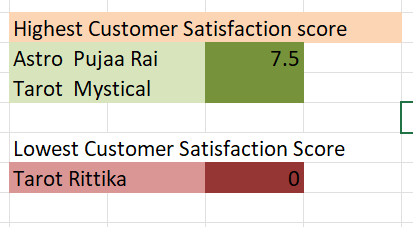 Highest Customer Satisfaction score
Astro Pujaa Rai 7.5
Tarot Mystical
Lowest Customer Satisfaction Score
Tarot Rittika 0